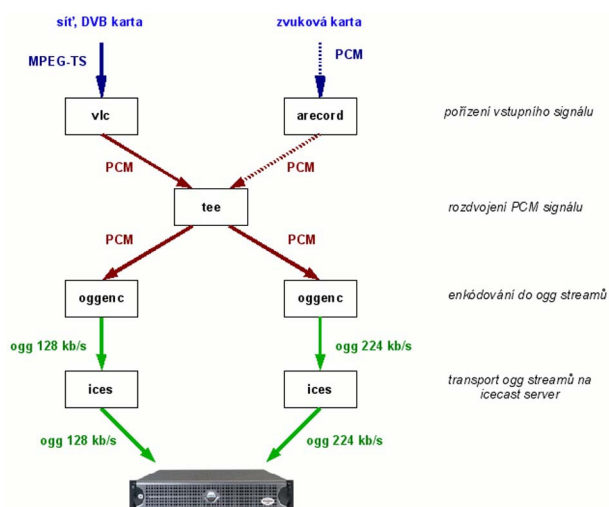 síť, DVB karta
zvuková karta
MPEG-TS
PCM
vlc
arecord
pořízení vstupního signálu
PCM
PCM
tee
rozdvojení PCM signálu
PCM
PCM
oggenc
oggenc
enkódování do ogg streamů
ogg 128 kb/s
ogg 224 kb/s
ices
ices
transport ogg streamů na
icecast server
ogg 128 kb/s
ogg 224 kb/s